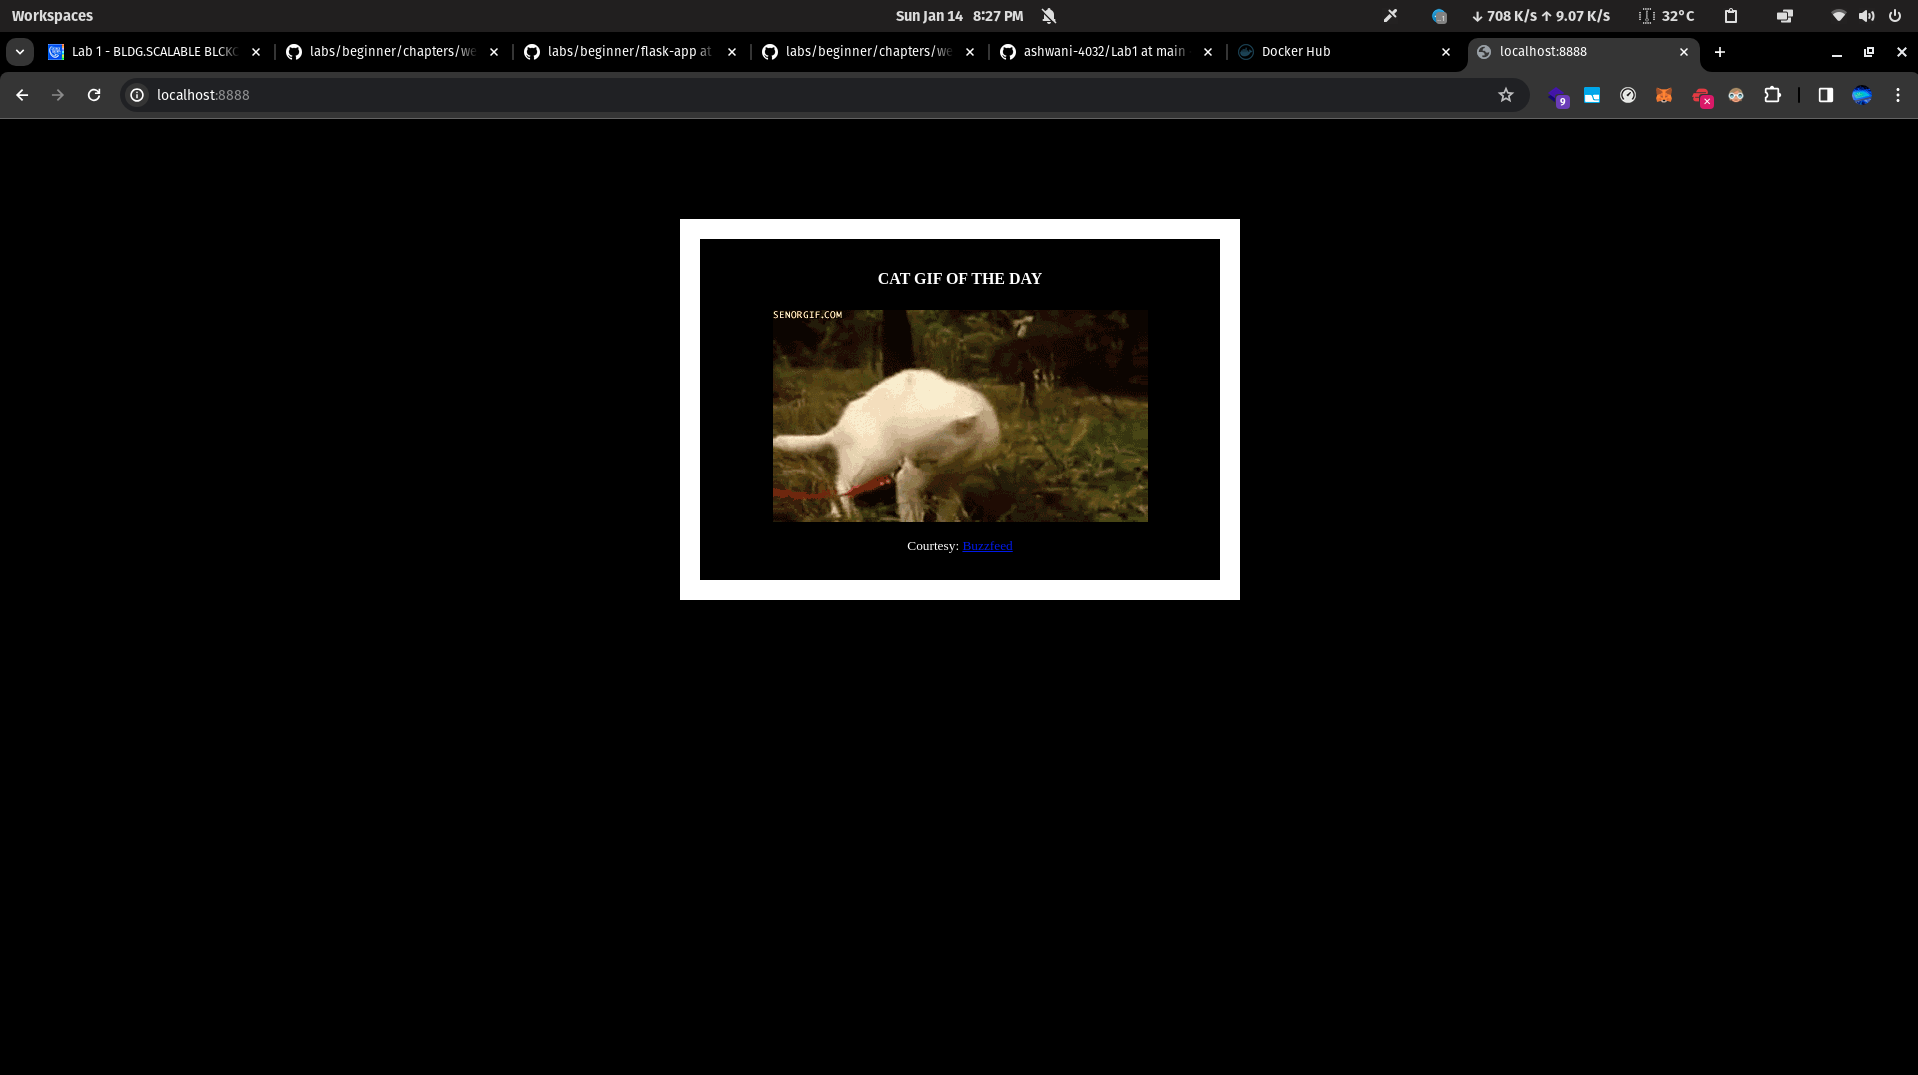 Workspaces
Sun Jan 14 8:27 PM
↓ 708 K/s ↑ 9.07 K/s
32°C
Lab 1 - BLDG.SCALABLE BLCKC
labs/beginner/chapters/we
labs/beginner/flask-app at
labs/beginner/chapters/we
ashwani-4032/Lab1 at main
Docker Hub
localhost:8888
localhost:8888
9
CAT GIF OF THE DAY
SENORGIF.COM
Courtesy: Buzzfeed